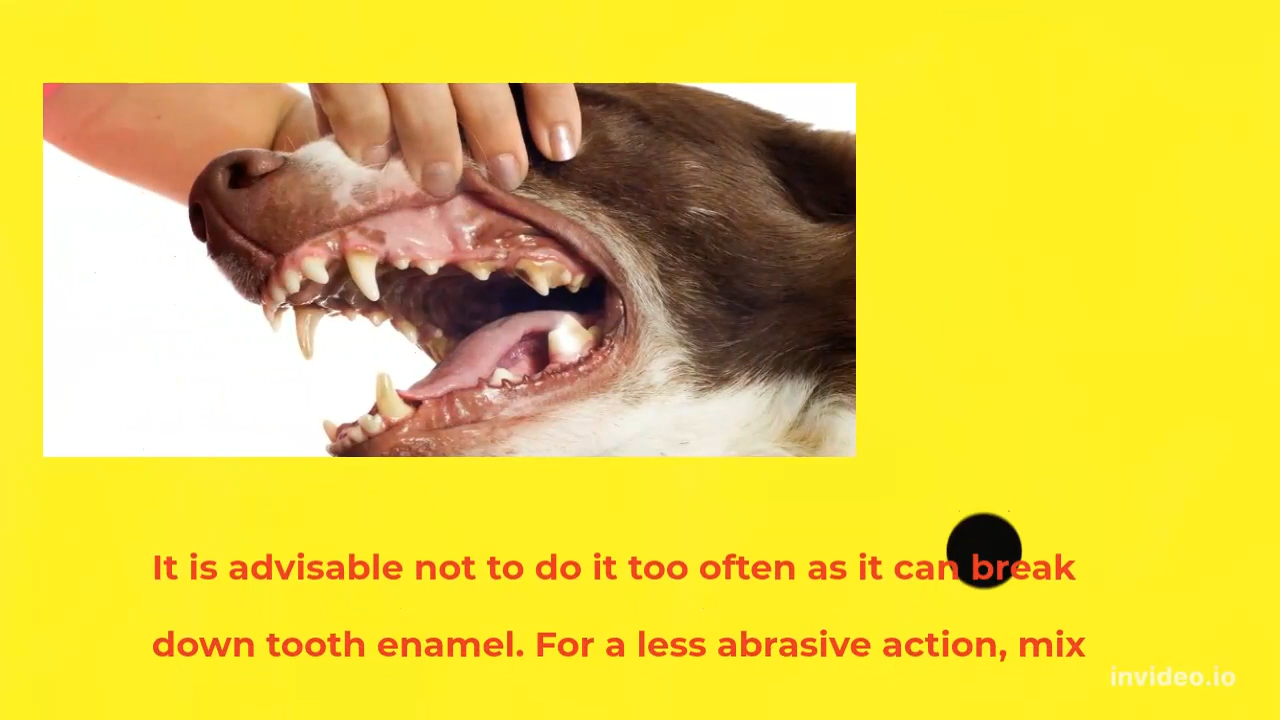 It is advisable not to do it too often as it can break
down tooth enamel. For a less abrasive action, mix
invideo.io